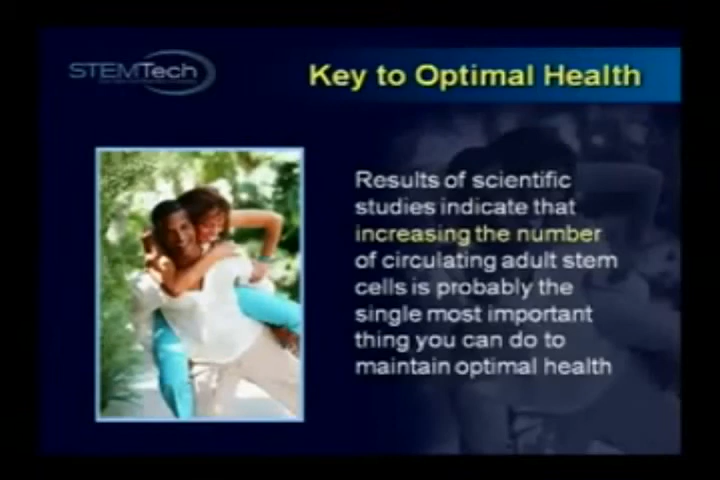 STEMTech
Key to Optimal Health
Results of scientific
studies indicate that
increasing the number
of circulating adult stem
cells is probably the
single most important
thing you can do to
maintain optimal health